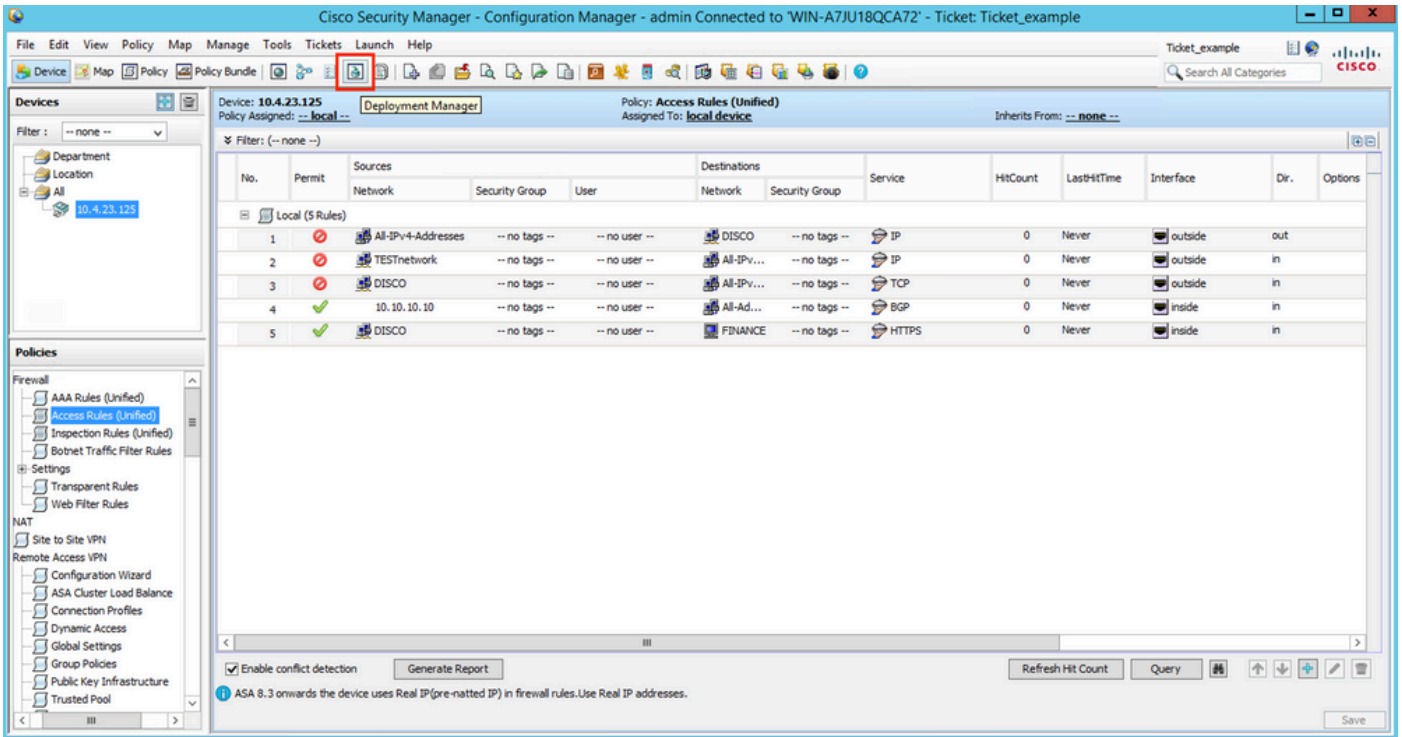 Cisco Security Manager - Configuration Manager - admin Connected to 'WIN-A7JU18QCA72' - Ticket: Ticket_example
File Edit View Policy Map Manage Tools Tickets Launch Help
Ticket_example
Device Map Policy Policy Bundle
Search All Categories
CISCO
Devices
Filter : -- none --
Department
Location
All
10.4.23.125
Device: 10.4.23.125
Policy Assigned: -- local --
Deployment Manager
Policy: Access Rules (Unified)
Assigned To: local device
Inherits From: -- none --
Filter: (-- none --)
No. Permit Sources Destinations Service HitCount LastHitTime Interface Dir. Options
Network Security Group User Network Security Group
Local (5 Rules)
1 All-IPv4-Addresses -- no tags -- -- no user -- DISCO -- no tags -- IP 0 Never outside out
2 TESTnetwork -- no tags -- -- no user -- All-IPv... -- no tags -- IP 0 Never outside in
3 DISCO -- no tags -- -- no user -- All-IPv... -- no tags -- TCP 0 Never outside in
4 10.10.10.10 -- no tags -- -- no user -- All-Ad... -- no tags -- BGP 0 Never inside in
5 DISCO -- no tags -- -- no user -- FINANCE -- no tags -- HTTPS 0 Never inside in
Policies
Firewall
AAA Rules (Unified)
Access Rules (Unified)
Inspection Rules (Unified)
Botnet Traffic Filter Rules
Settings
Transparent Rules
Web Filter Rules
NAT
Site to Site VPN
Remote Access VPN
Configuration Wizard
ASA Cluster Load Balance
Connection Profiles
Dynamic Access
Global Settings
Group Policies
Public Key Infrastructure
Trusted Pool
Enable conflict detection Generate Report Refresh Hit Count Query
ASA 8.3 onwards the device uses Real IP(pre-natted IP) in firewall rules.Use Real IP addresses.
Save